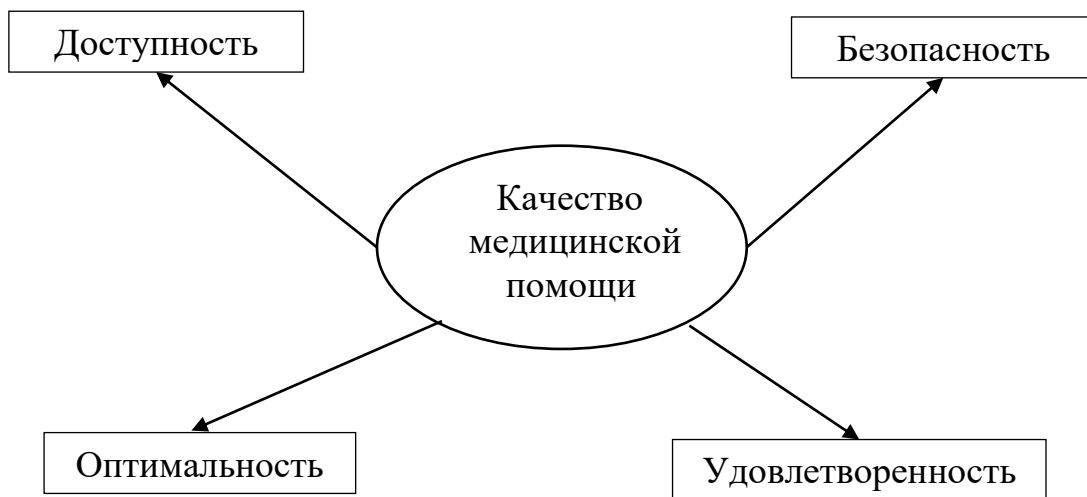 Доступность
Безопасность
Качество
медицинской
помощи
Оптимальность
Удовлетворенность